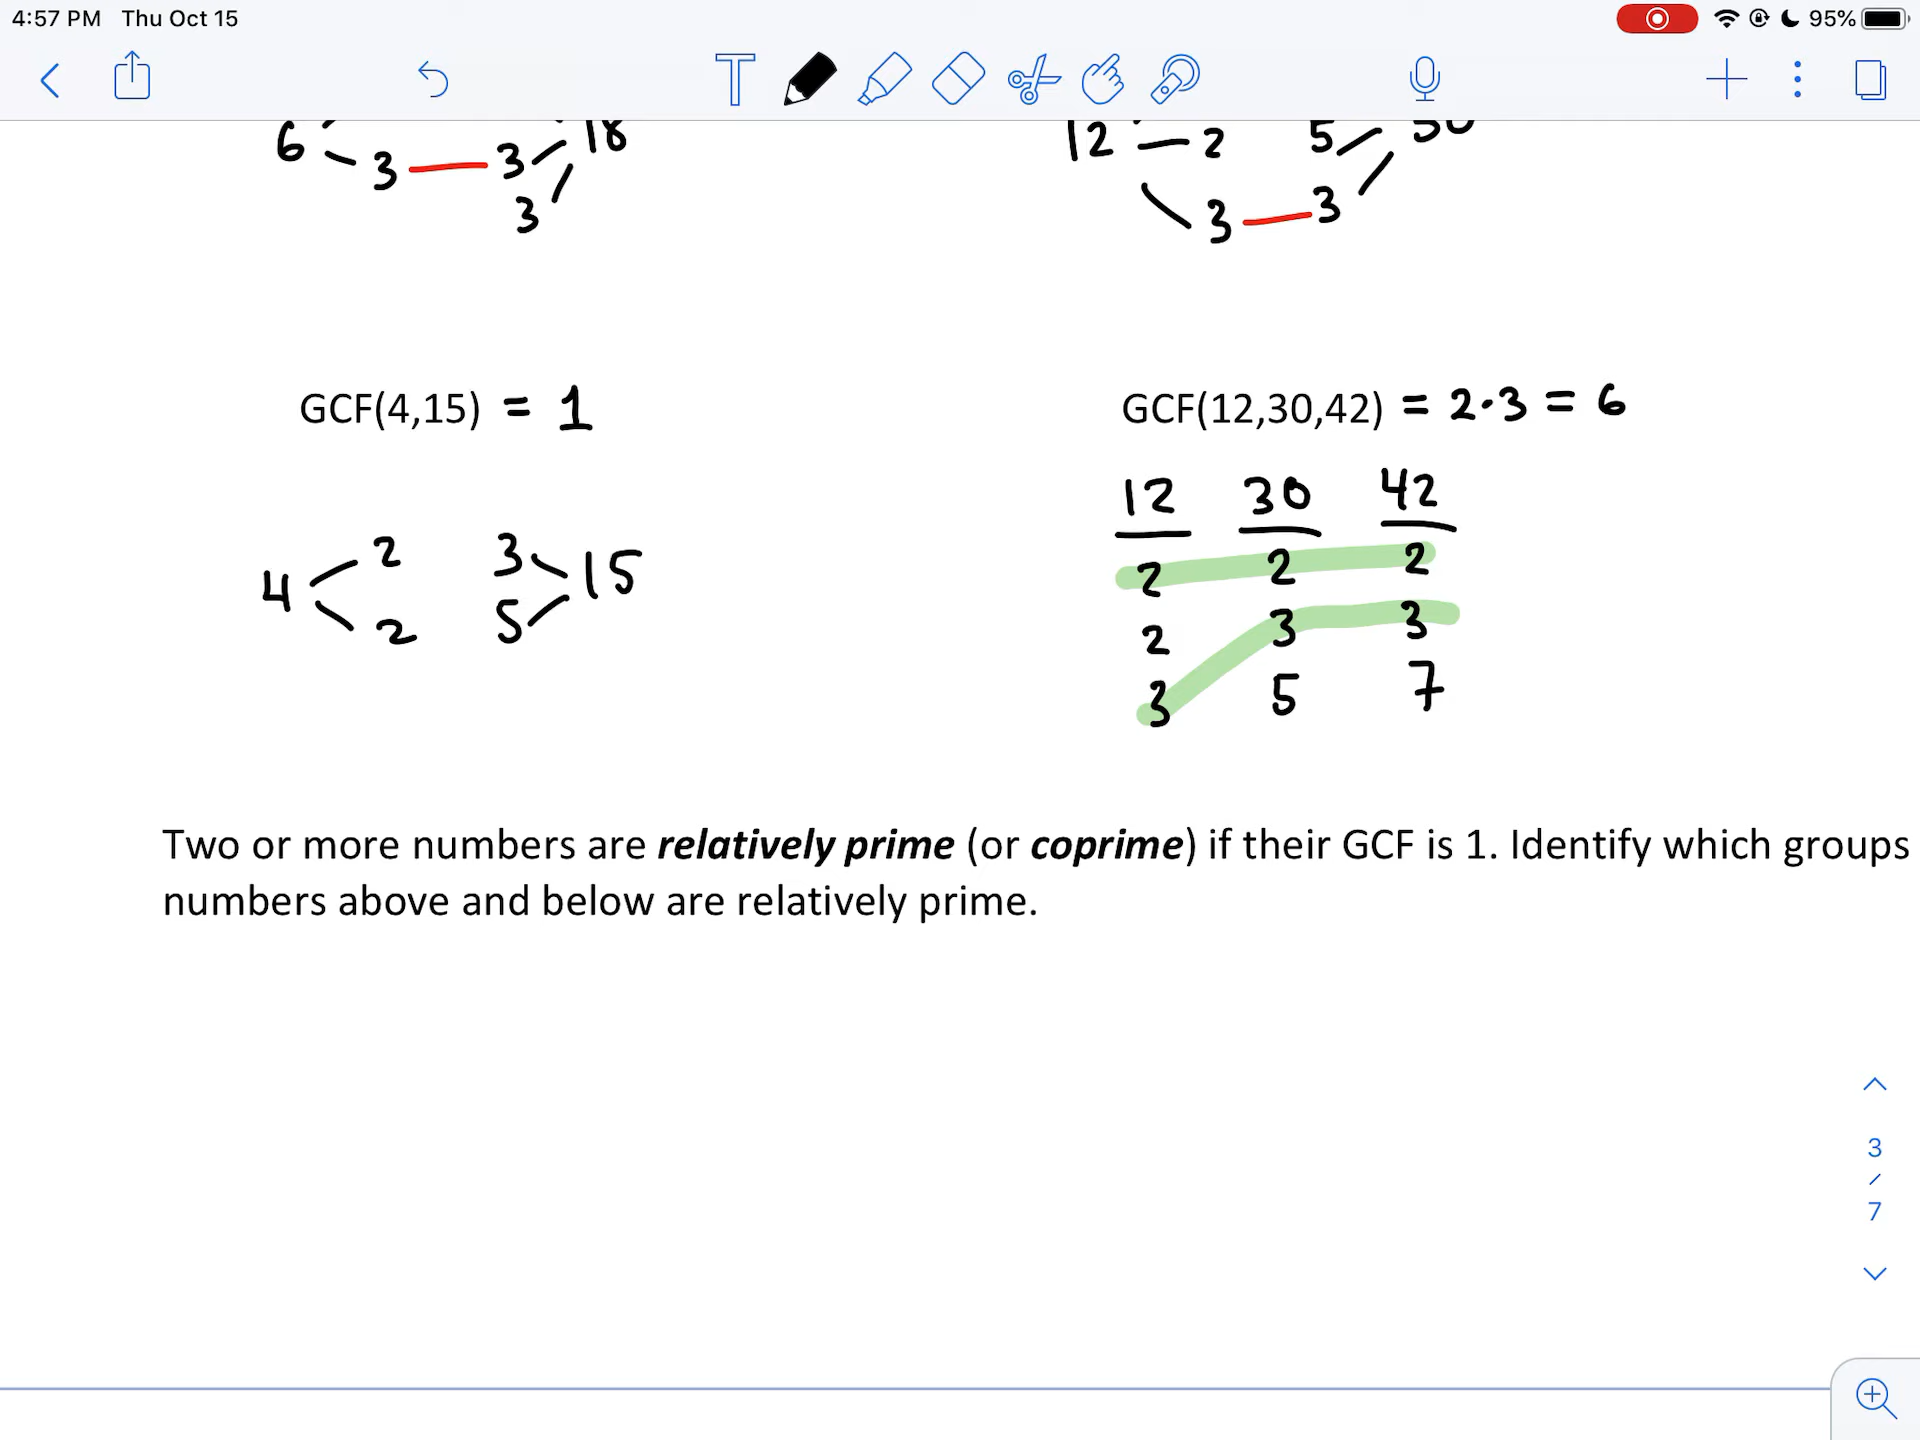 4:57 PM Thu Oct 15 95%
6 3 3 18
3
12 2 5 30
3 3
GCF(4,15) = 1
GCF(12,30,42) = 2·3 = 6
4 2 3 15
2 5
12 30 42
2 2 2
2 3 3
3 5 7
Two or more numbers are relatively prime (or coprime) if their GCF is 1. Identify which groups
numbers above and below are relatively prime.
3
/
7